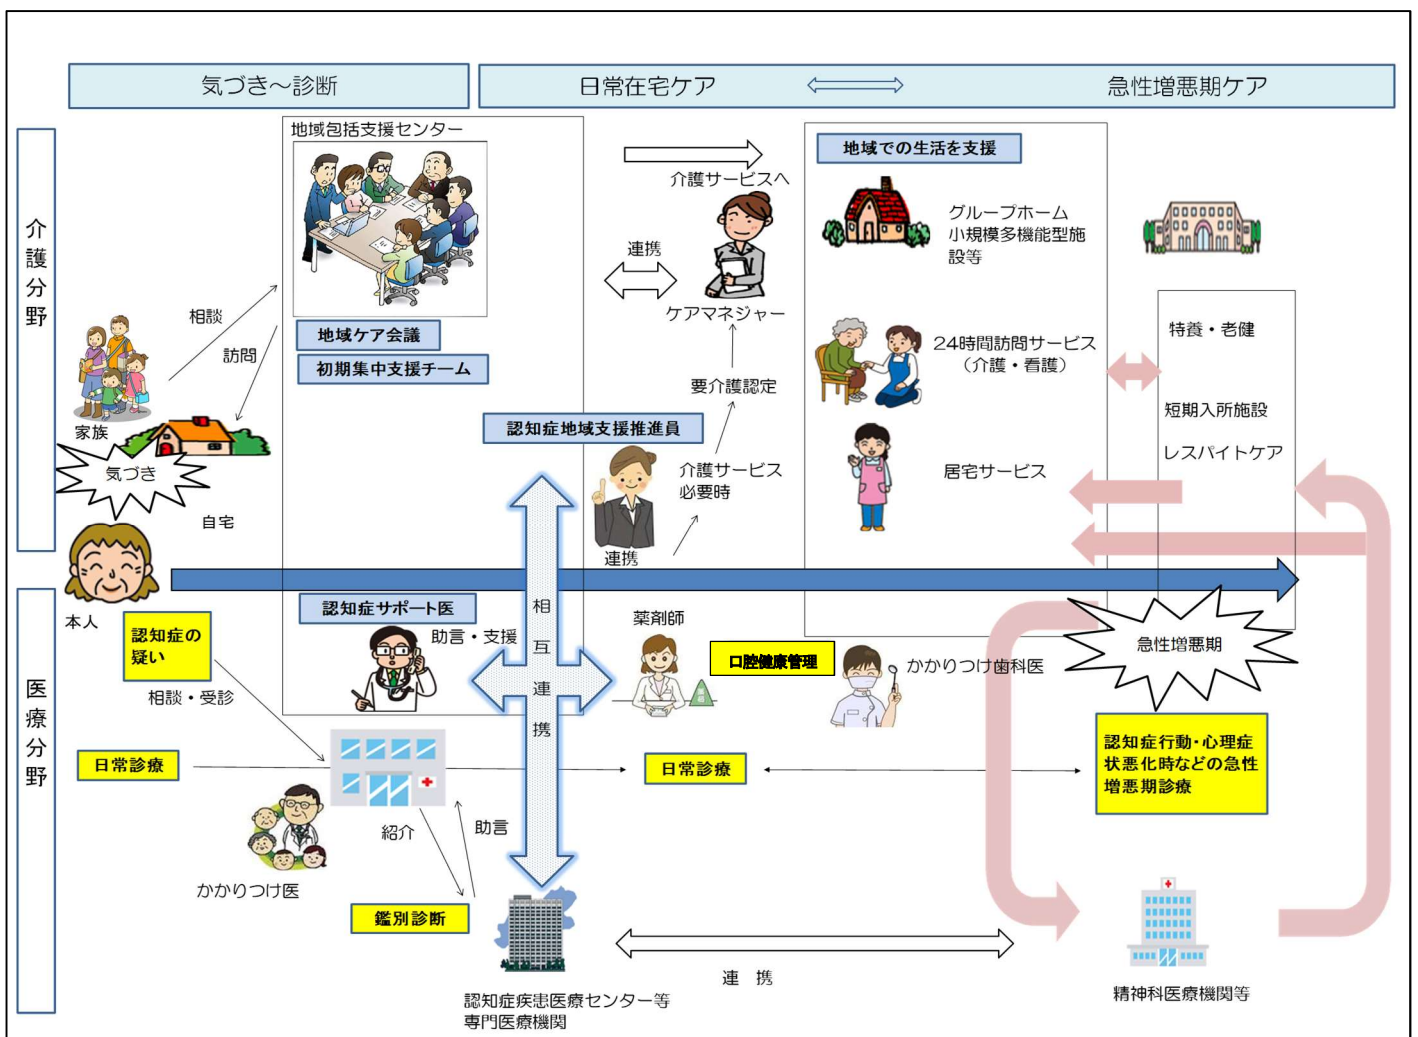 気づき～診断
日常在宅ケア
急性増悪期ケア
介護分野
地域包括支援センター
地域ケア会議
初期集中支援チーム
相談
訪問
家族
気づき
自宅
本人
介護サービスへ
連携
ケアマネジャー
要介護認定
認知症地域支援推進員
介護サービス
必要時
連携
地域での生活を支援
グループホーム
小規模多機能型施
設等
24時間訪問サービス
（介護・看護）
居宅サービス
特養・老健
短期入所施設
レスパイトケア
医療分野
認知症の
疑い
相談・受診
認知症サポート医
助言・支援
相互連携
薬剤師
口腔健康管理
かかりつけ歯科医
急性増悪期
日常診療
日常診療
認知症行動・心理症
状悪化時などの急性
増悪期診療
かかりつけ医
紹介
助言
鑑別診断
認知症疾患医療センター等
専門医療機関
連　携
精神科医療機関等